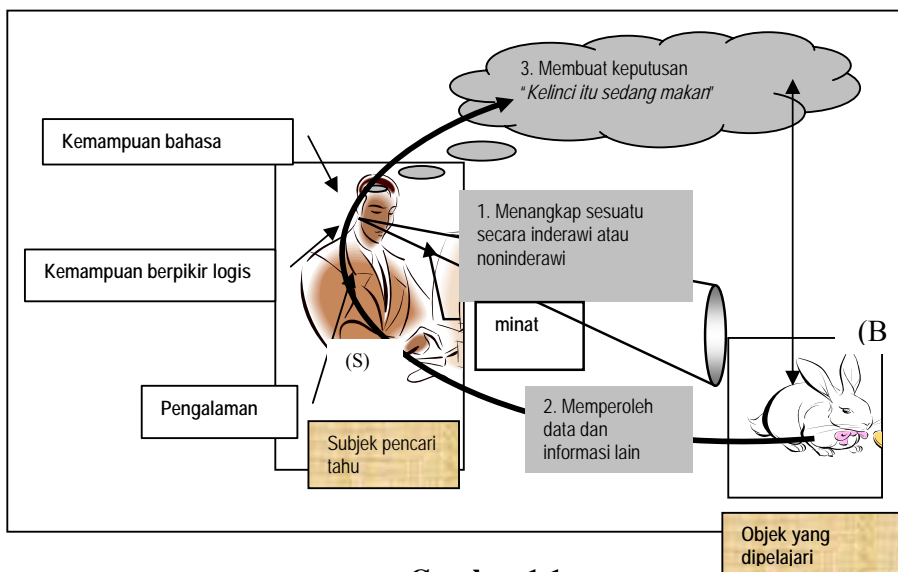 3. Membuat keputusan
"Kelinci itu sedang makan"
Kemampuan bahasa
1. Menangkap sesuatu
secara inderawi atau
noninderawi
Kemampuan berpikir logis
minat
(B
(S)
Pengalaman
2. Memperoleh
data dan
informasi lain
Subjek pencari
tahu
Objek yang
dipelajari